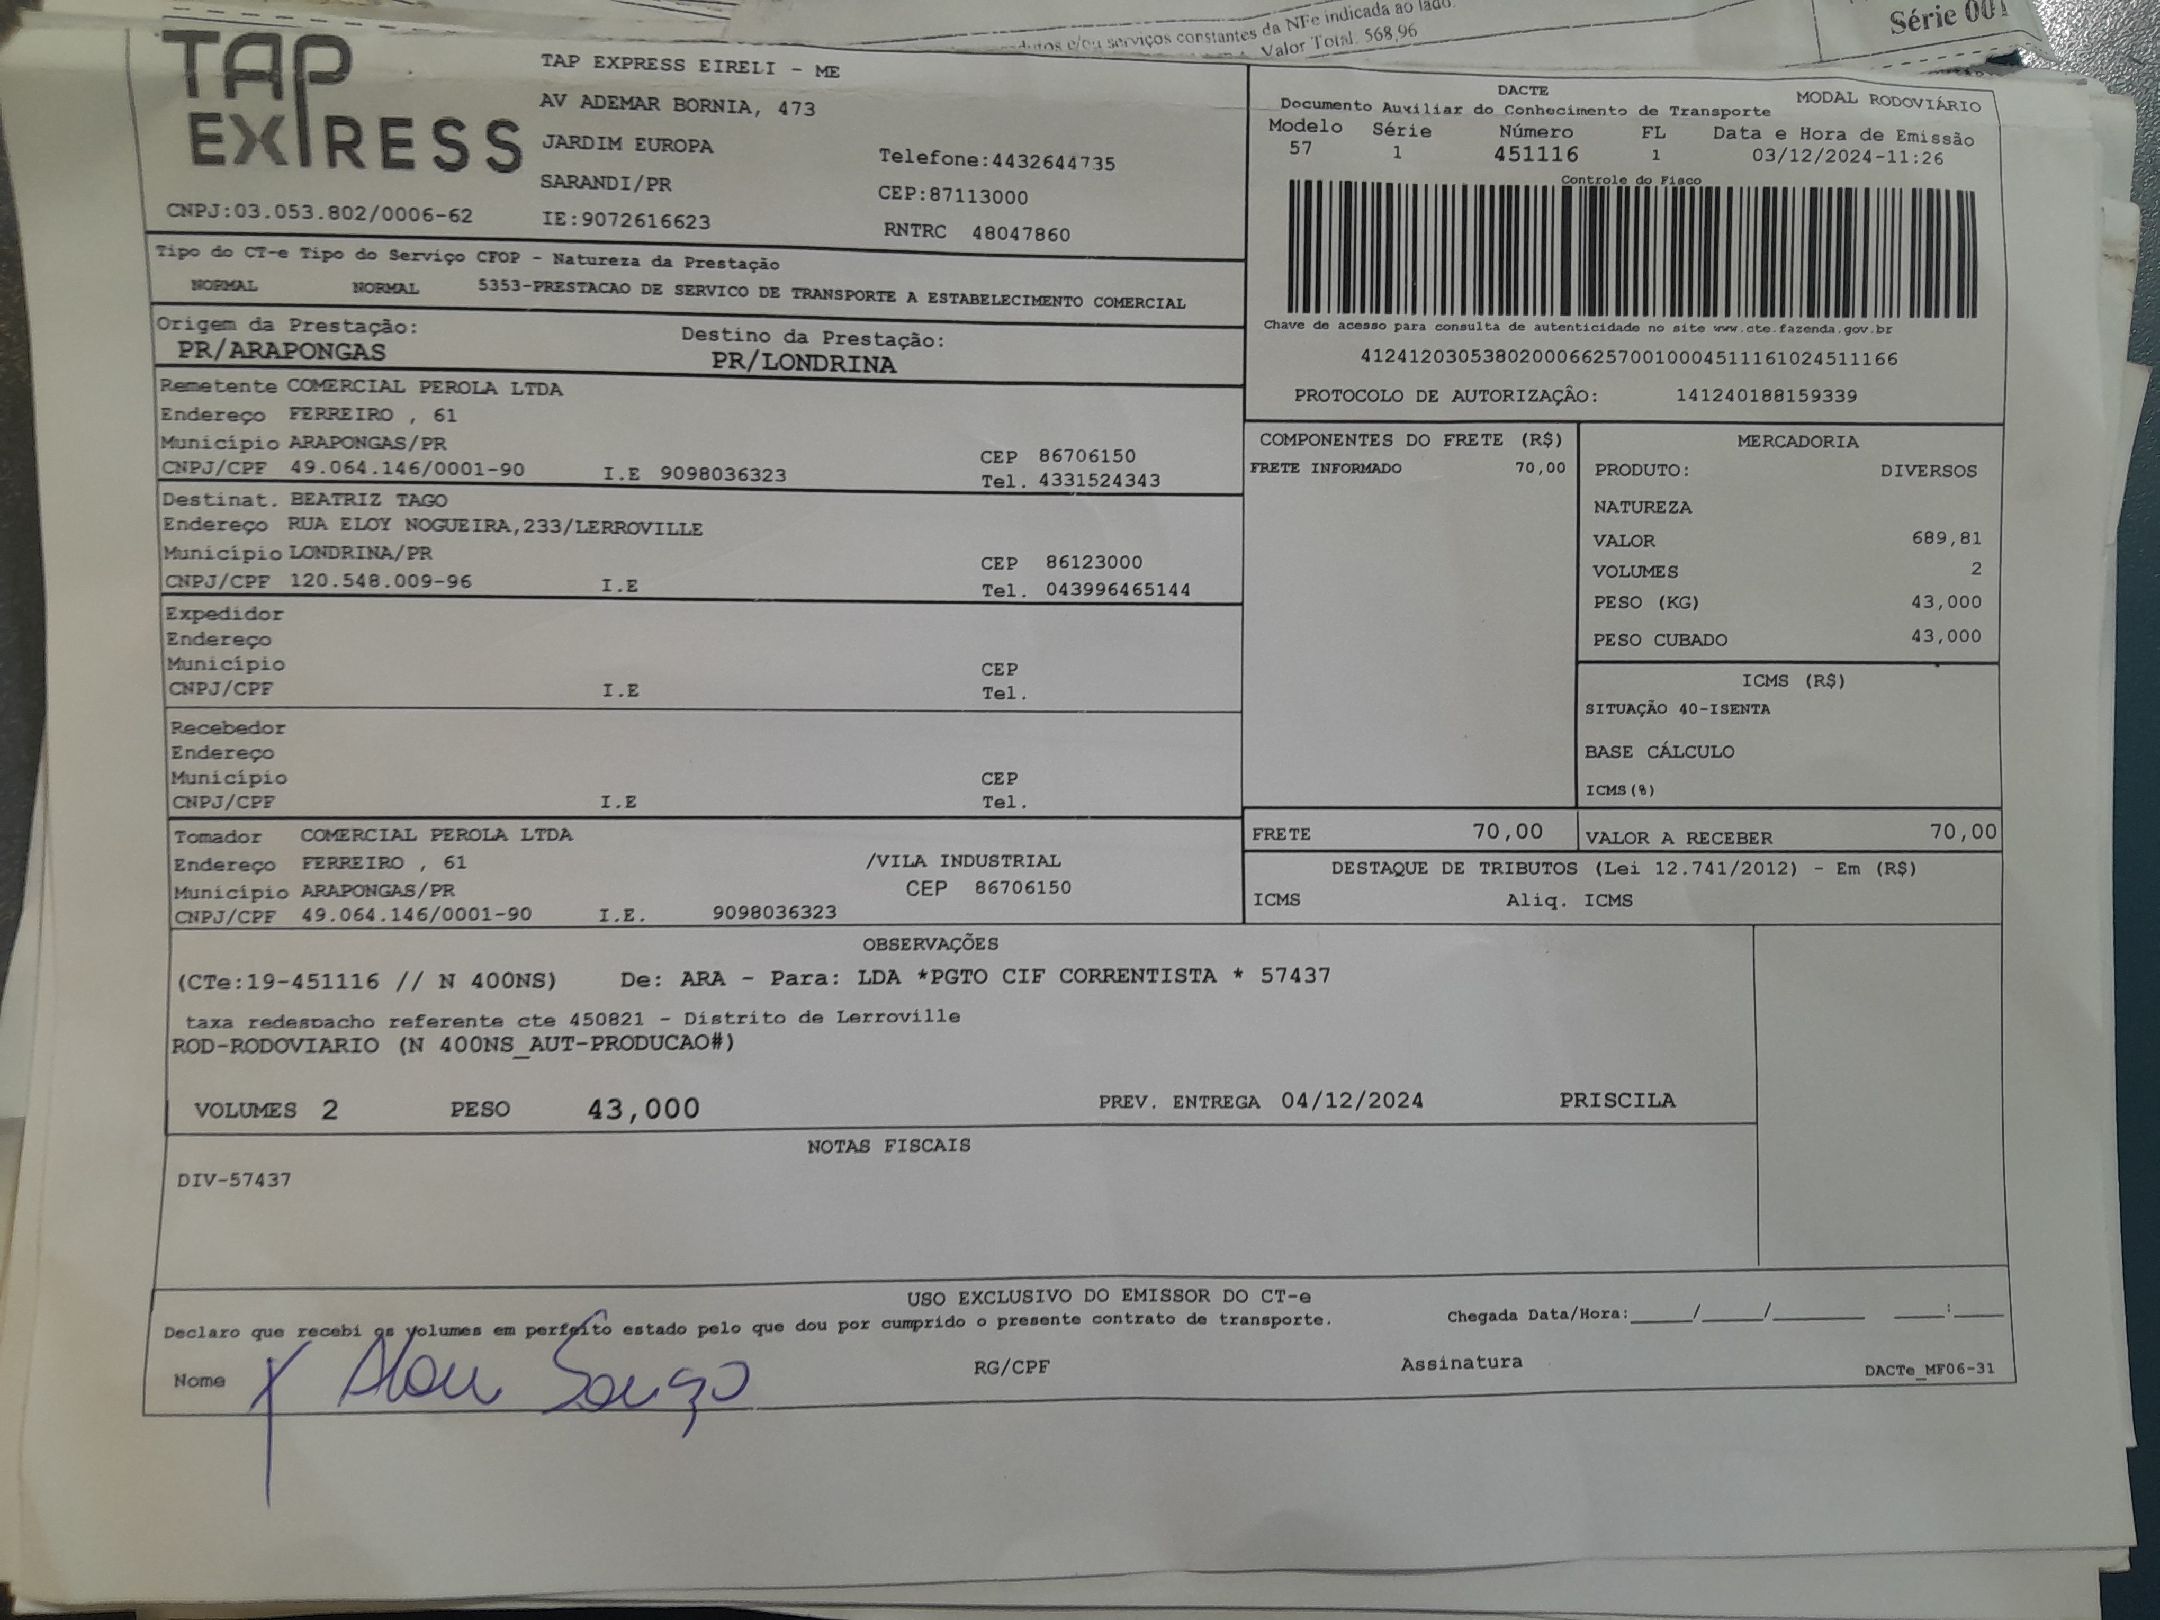 dutos e/ou serviços constantes da NFe indicada ao lado.
Valor Total. 568,96
Série 001
TAP EXPRESS
TAP EXPRESS EIRELI - ME
AV ADEMAR BORNIA, 473
JARDIM EUROPA
SARANDI/PR
IE:9072616623
Telefone:4432644735
CEP:87113000
RNTRC 48047860
CNPJ:03.053.802/0006-62
DACTE
MODAL RODOVIÁRIO
Documento Auxiliar do Conhecimento de Transporte
Modelo Série Número FL Data e Hora de Emissão
57 1 451116 1 03/12/2024-11:26
Controle do Fisco
Chave de acesso para consulta de autenticidade no site www.cte.fazenda.gov.br
41241203053802000662570010004511161024511166
PROTOCOLO DE AUTORIZAÇÂO: 141240188159339
Tipo do CT-e Tipo do Serviço CFOP - Natureza da Prestação
NORMAL NORMAL 5353-PRESTACAO DE SERVICO DE TRANSPORTE A ESTABELECIMENTO COMERCIAL
Origem da Prestação: Destino da Prestação:
PR/ARAPONGAS PR/LONDRINA
Remetente COMERCIAL PEROLA LTDA
Endereço FERREIRO , 61
Município ARAPONGAS/PR CEP 86706150
CNPJ/CPF 49.064.146/0001-90 I.E 9098036323 Tel. 4331524343
Destinat. BEATRIZ TAGO
Endereço RUA ELOY NOGUEIRA,233/LERROVILLE
Município LONDRINA/PR CEP 86123000
CNPJ/CPF 120.548.009-96 I.E Tel. 043996465144
Expedidor
Endereço
Município CEP
CNPJ/CPF I.E Tel.
Recebedor
Endereço
Município CEP
CNPJ/CPF I.E Tel.
Tomador COMERCIAL PEROLA LTDA
Endereço FERREIRO , 61 /VILA INDUSTRIAL
Município ARAPONGAS/PR CEP 86706150
CNPJ/CPF 49.064.146/0001-90 I.E. 9098036323
COMPONENTES DO FRETE (R$)
FRETE INFORMADO 70,00
MERCADORIA
PRODUTO: DIVERSOS
NATUREZA
VALOR 689,81
VOLUMES 2
PESO (KG) 43,000
PESO CUBADO 43,000
ICMS (R$)
SITUAÇÃO 40-ISENTA
BASE CÁLCULO
ICMS(%)
FRETE 70,00 VALOR A RECEBER 70,00
DESTAQUE DE TRIBUTOS (Lei 12.741/2012) - Em (R$)
ICMS Aliq. ICMS
OBSERVAÇÕES
(CTe:19-451116 // N 400NS) De: ARA - Para: LDA *PGTO CIF CORRENTISTA * 57437
taxa redespacho referente cte 450821 - Distrito de Lerroville
ROD-RODOVIARIO (N 400NS_AUT-PRODUCAO#)
VOLUMES 2 PESO 43,000 PREV. ENTREGA 04/12/2024 PRISCILA
NOTAS FISCAIS
DIV-57437
USO EXCLUSIVO DO EMISSOR DO CT-e
Declaro que recebi os volumes em perfeito estado pelo que dou por cumprido o presente contrato de transporte. Chegada Data/Hora:____/____/______ ____:____
Nome RG/CPF Assinatura DACTe_MF06-31